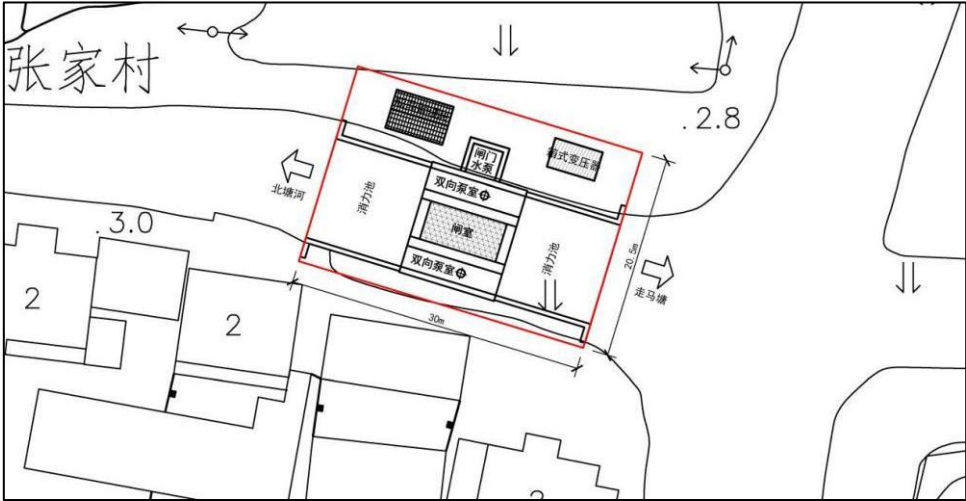 张家村
.2.8
闸门
水泵
箱式变压器
双向泵室
北塘河
消力池
闸室
.3.0
双向泵室
消力池
20.5m
走马塘
30m
2
2
2